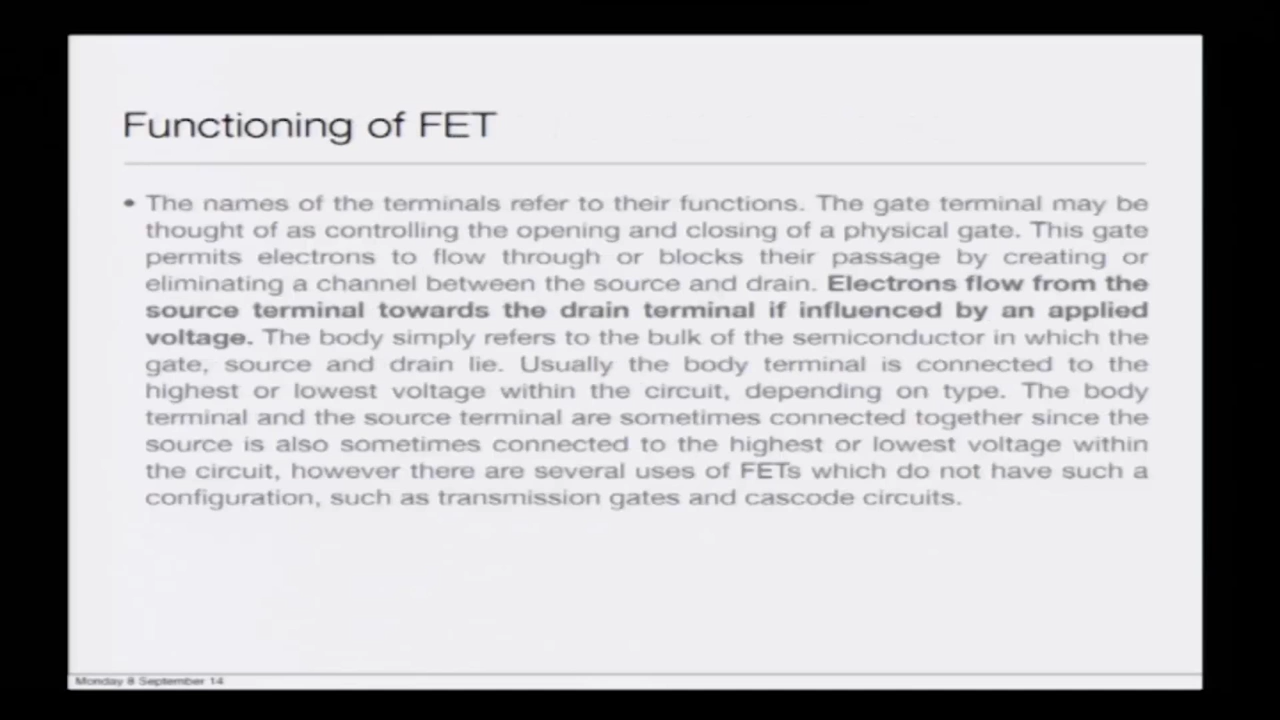 Functioning of FET
• The names of the terminals refer to their functions. The gate terminal may be
thought of as controlling the opening and closing of a physical gate. This gate
permits electrons to flow through or blocks their passage by creating or
eliminating a channel between the source and drain. Electrons flow from the
source terminal towards the drain terminal if influenced by an applied
voltage. The body simply refers to the bulk of the semiconductor in which the
gate, source and drain lie. Usually the body terminal is connected to the
highest or lowest voltage within the circuit, depending on type. The body
terminal and the source terminal are sometimes connected together since the
source is also sometimes connected to the highest or lowest voltage within
the circuit, however there are several uses of FETs which do not have such a
configuration, such as transmission gates and cascode circuits.
Monday 8 September 14